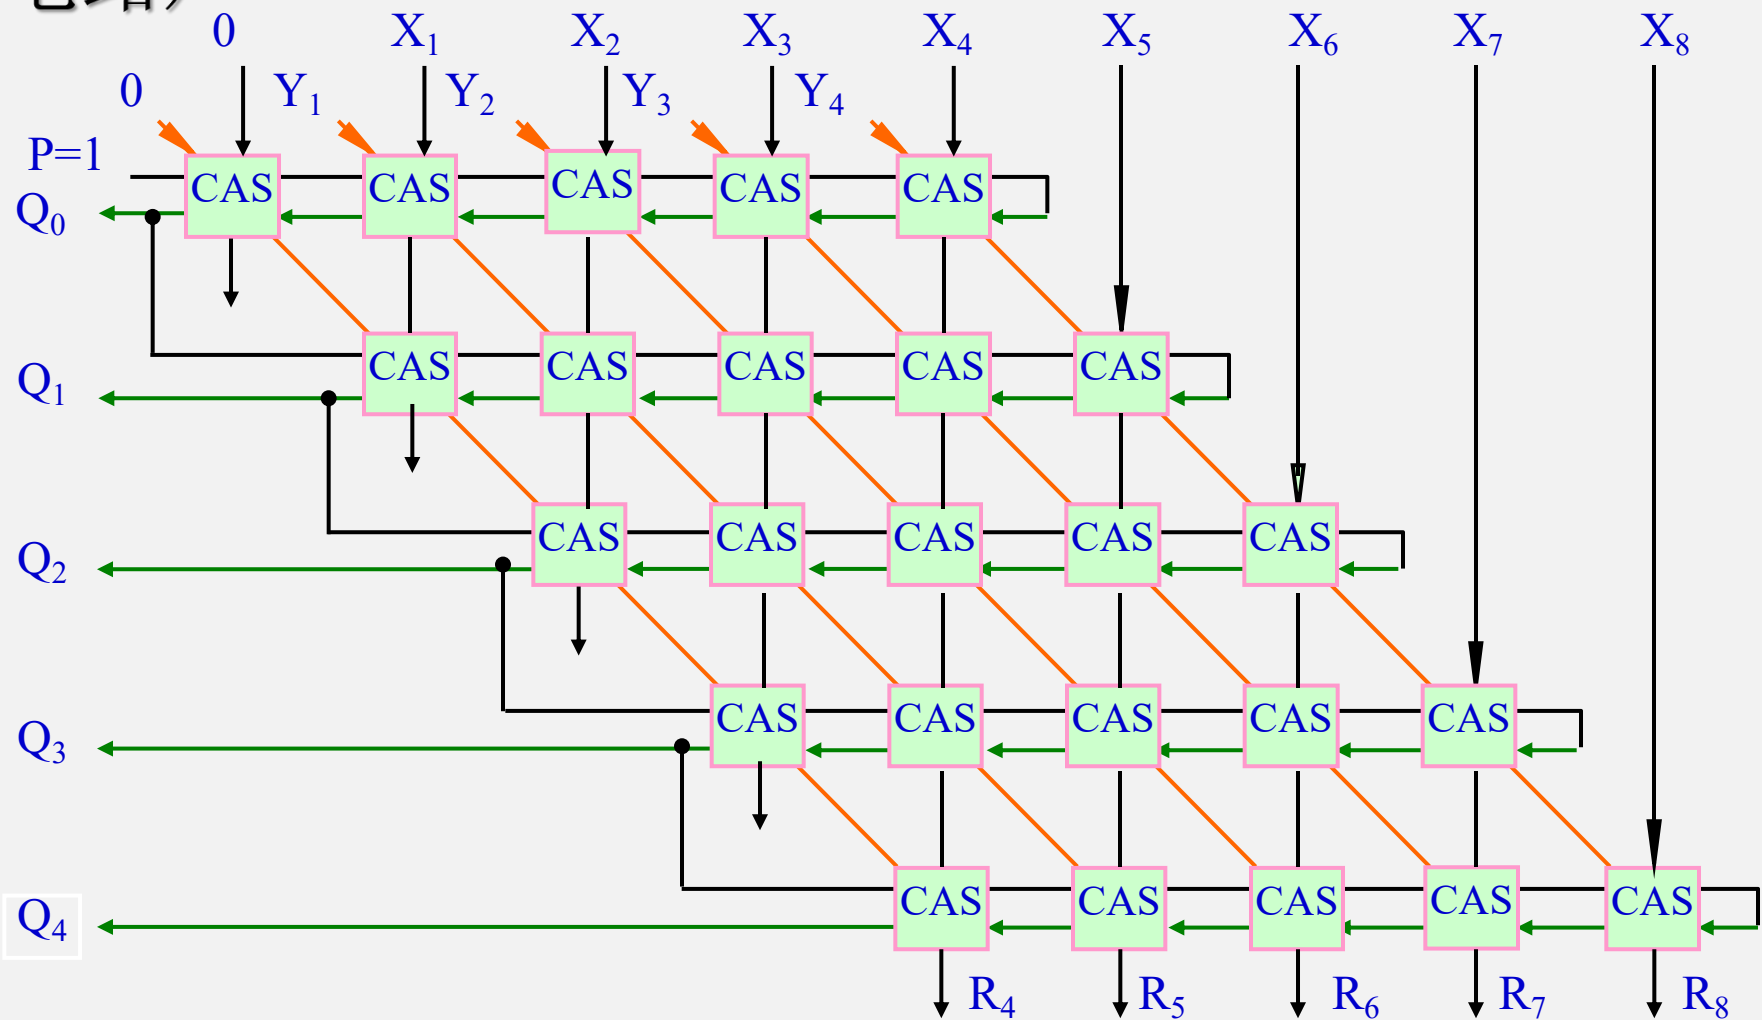 0 X₁ X₂ X₃ X₄ X₅ X₆ X₇ X₈
0 Y₁ Y₂ Y₃ Y₄
P=1
CAS CAS CAS CAS CAS
Q₀
CAS CAS CAS CAS CAS
Q₁
CAS CAS CAS CAS CAS
Q₂
CAS CAS CAS CAS CAS
Q₃
CAS CAS CAS CAS CAS
Q₄
R₄ R₅ R₆ R₇ R₈